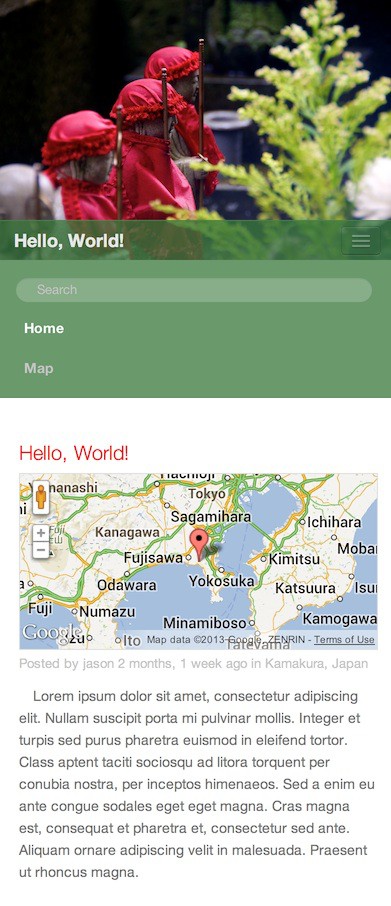 Hello, World!
Search
Home
Map
Hello, World!
Hachioji
Yamanashi
Tokyo
Sagamihara
Ichihara
Kanagawa
Fuji
Moba
Fujisawa
Kimitsu
Odawara
Yokosuka
Katsuura
Isu
Fuji
Numazu
Kamogawa
Minamiboso
Google
zu
Ito
Map data ©2013 Google, ZENRIN - Terms of Use
Tateyama
Posted by jason 2 months, 1 week ago in Kamakura, Japan
Lorem ipsum dolor sit amet, consectetur adipiscing
elit. Nullam suscipit porta mi pulvinar mollis. Integer et
turpis sed purus pharetra euismod in eleifend tortor.
Class aptent taciti sociosqu ad litora torquent per
conubia nostra, per inceptos himenaeos. Sed a enim eu
ante congue sodales eget eget magna. Cras magna
est, consequat et pharetra et, consectetur sed ante.
Aliquam ornare adipiscing velit in malesuada. Praesent
ut rhoncus magna.